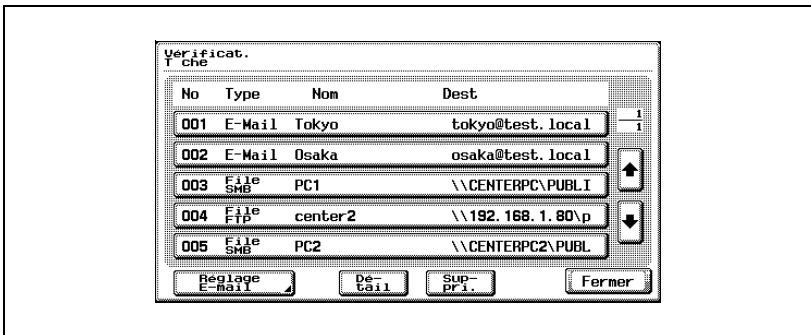 Vérificat.
T che
No Type Nom Dest
001 E-Mail Tokyo tokyo@test.local
1
1
002 E-Mail Osaka osaka@test.local
003 File SMB PC1 \\CENTERPC\PUBLI
004 File FTP center2 \\192.168.1.80\p
005 File SMB PC2 \\CENTERPC2\PUBL
Réglage
E-mail
Dé-
tail
Sup-
pri.
Fermer